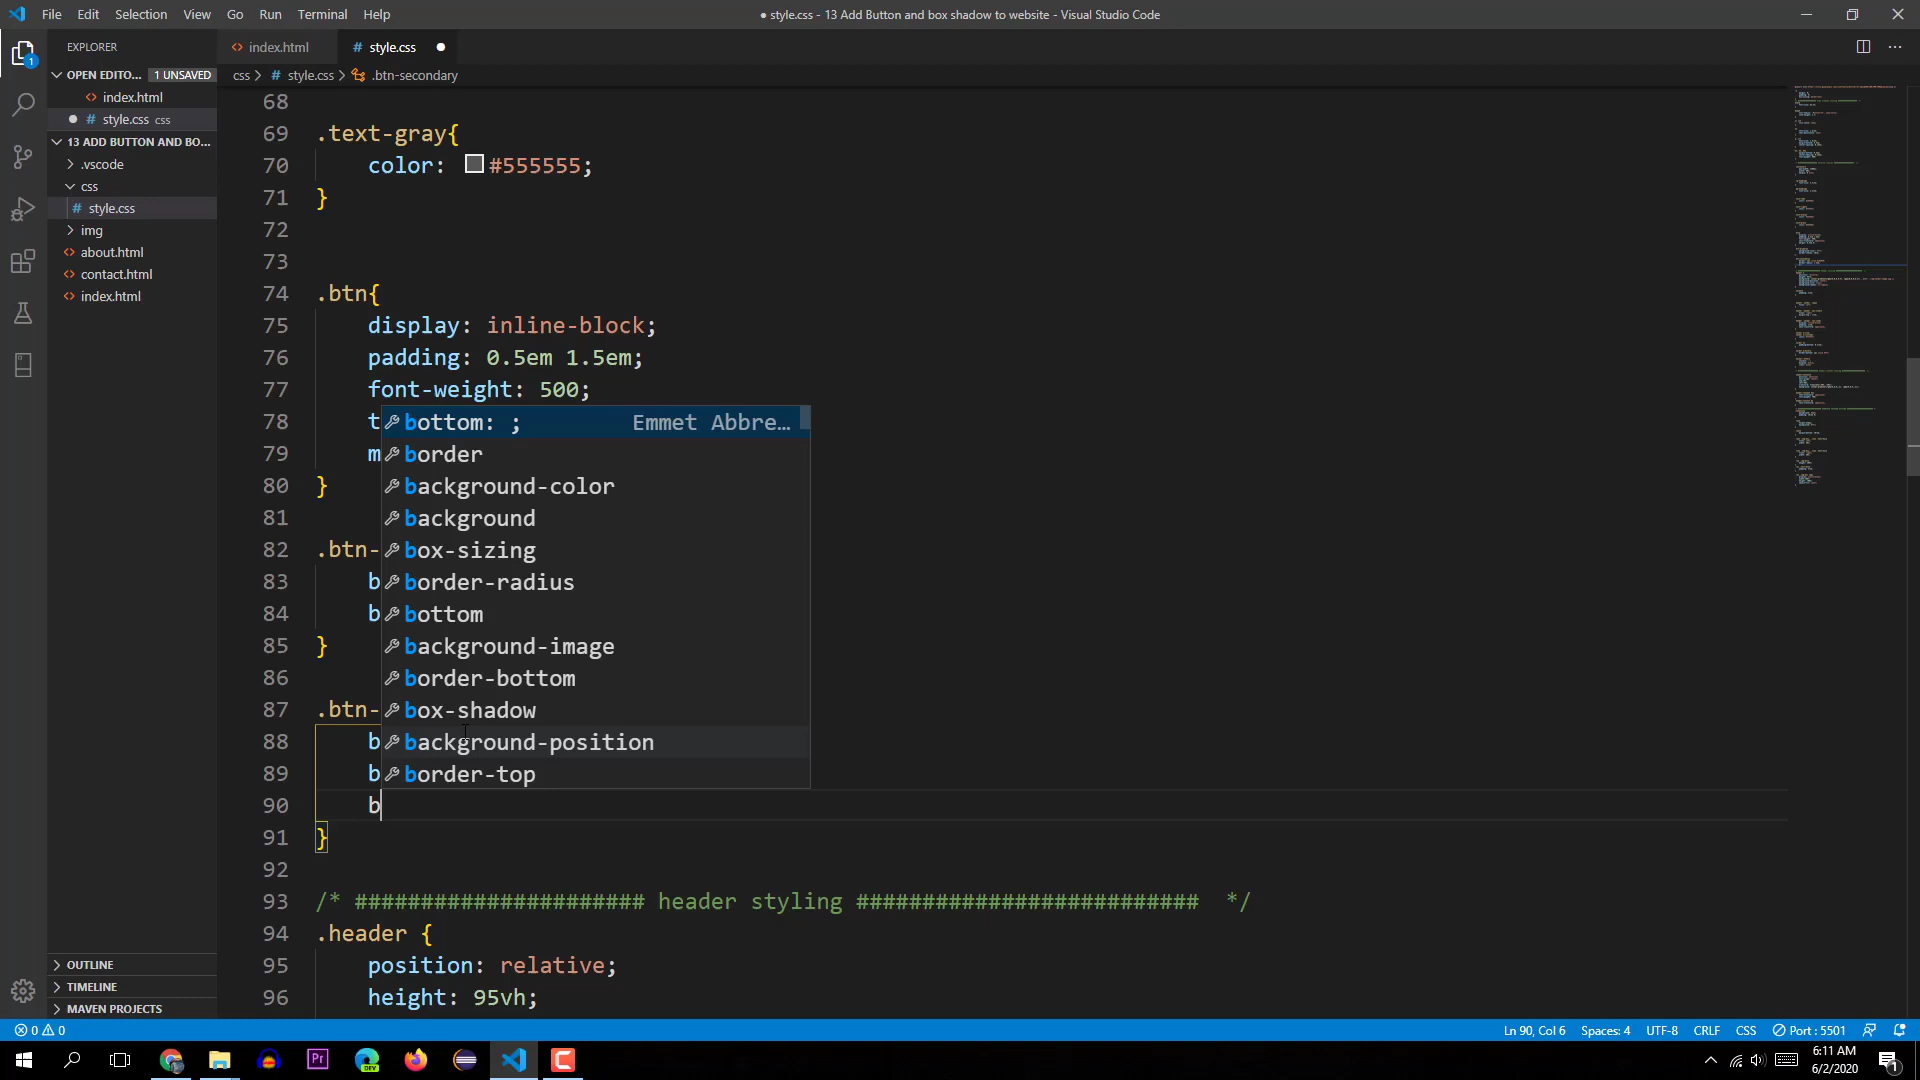 File Edit Selection View Go Run Terminal Help
● style.css - 13 Add Button and box shadow to website - Visual Studio Code
EXPLORER
OPEN EDITO... 1 UNSAVED
index.html
style.css css
13 ADD BUTTON AND BO...
.vscode
css
style.css
img
about.html
contact.html
index.html
OUTLINE
TIMELINE
MAVEN PROJECTS
index.html
# style.css
css > # style.css > .btn-secondary
68
69 .text-gray{
70 color: #555555;
71 }
72
73
74 .btn{
75 display: inline-block;
76 padding: 0.5em 1.5em;
77 font-weight: 500;
78 t
79 m
80 }
81
82 .btn-
83 b
84 b
85 }
86
87 .btn-
88 b
89 b
90 b
91 }
92
93 /* ###################### header styling ########################## */
94 .header {
95 position: relative;
96 height: 95vh;
bottom: ; Emmet Abbre...
border
background-color
background
box-sizing
border-radius
bottom
background-image
border-bottom
box-shadow
background-position
border-top
0 0
Ln 90, Col 6 Spaces: 4 UTF-8 CRLF CSS Port : 5501
6:11 AM
6/2/2020